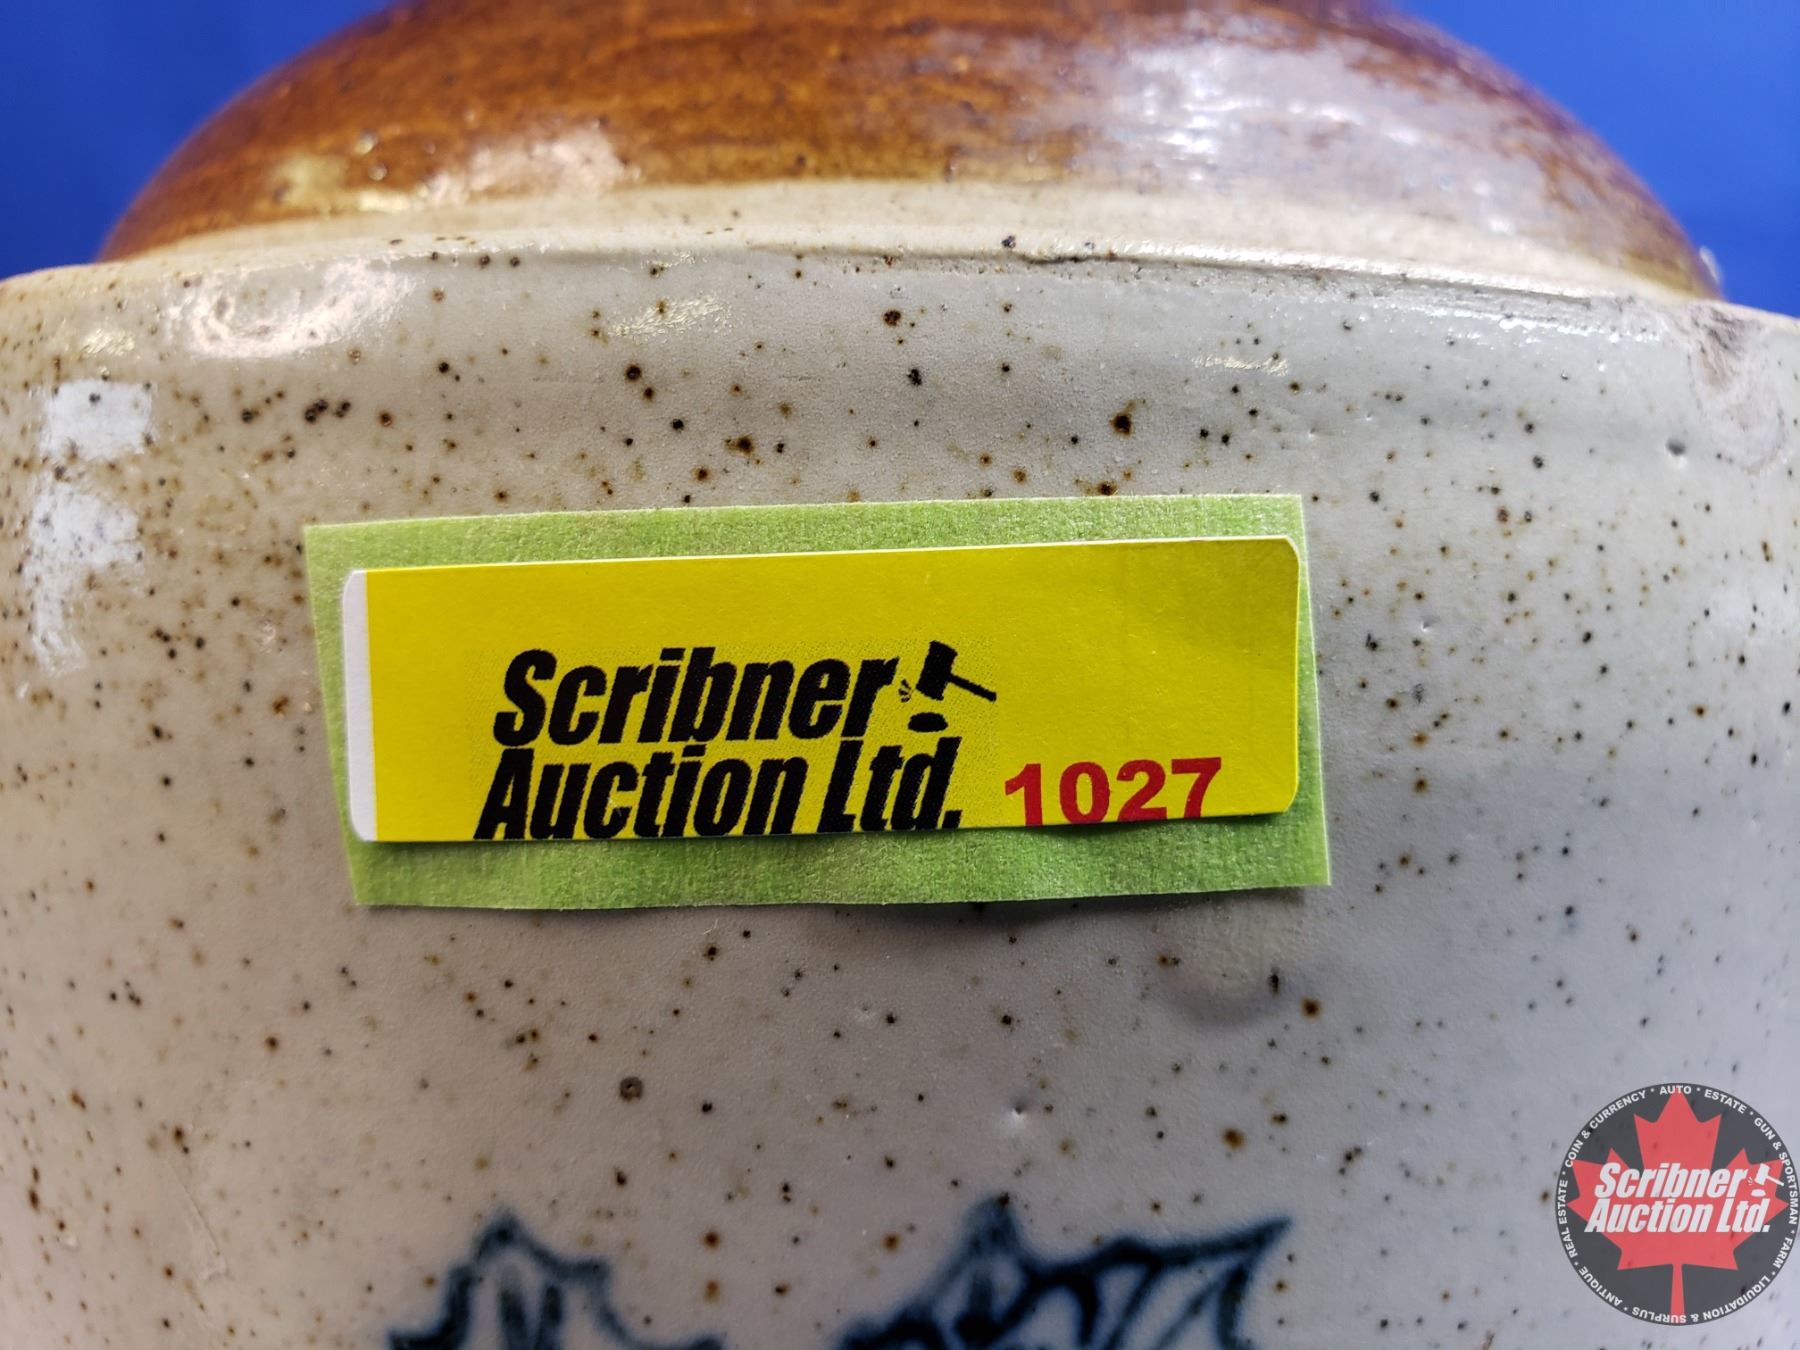 Scribner
Auction Ltd.
1027
COIN & CURRENCY · AUTO · ESTATE · GUN & SPORTSMAN · FARM · LIQUIDATION & SURPLUS · ANTIQUE · REAL ESTATE ·
Scribner
Auction Ltd.